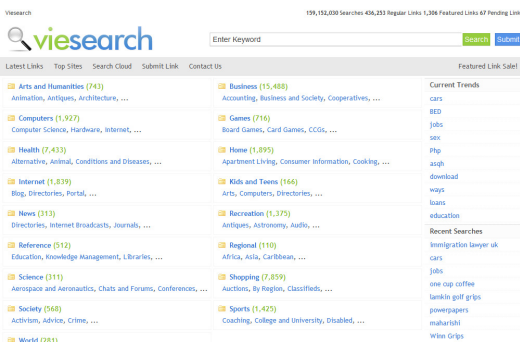 Viesearch
159,152,030 Searches 436,253 Regular Links 1,306 Featured Links 67 Pending Link
viesearch
Enter Keyword
Search
Submit
Latest Links Top Sites Search Cloud Submit Link Contact Us
Featured Link Sale!
Arts and Humanities (743)
Animation, Antiques, Architecture, ...
Business (15,488)
Accounting, Business and Society, Cooperatives, ...
Computers (1,927)
Computer Science, Hardware, Internet, ...
Games (716)
Board Games, Card Games, CCGs, ...
Health (7,433)
Alternative, Animal, Conditions and Diseases, ...
Home (1,895)
Apartment Living, Consumer Information, Cooking, ...
Internet (1,839)
Blog, Directories, Portal, ...
Kids and Teens (166)
Arts, Computers, Directories, ...
News (313)
Directories, Internet Broadcasts, Journals, ...
Recreation (1,375)
Antiques, Astronomy, Audio, ...
Reference (512)
Education, Knowledge Management, Libraries, ...
Regional (110)
Africa, Asia, Caribbean, ...
Science (311)
Aerospace and Aeronautics, Chats and Forums, Conferences, ...
Shopping (7,859)
Auctions, By Region, Classifieds, ...
Society (568)
Activism, Advice, Crime, ...
Sports (1,425)
Coaching, College and University, Disabled, ...
World (281)
Current Trends
cars
BED
jobs
sex
Php
asqh
download
ways
loans
education
Recent Searches
immigration lawyer uk
cars
jobs
one cup coffee
lamkin golf grips
powerpapers
maharishi
Winn Grips